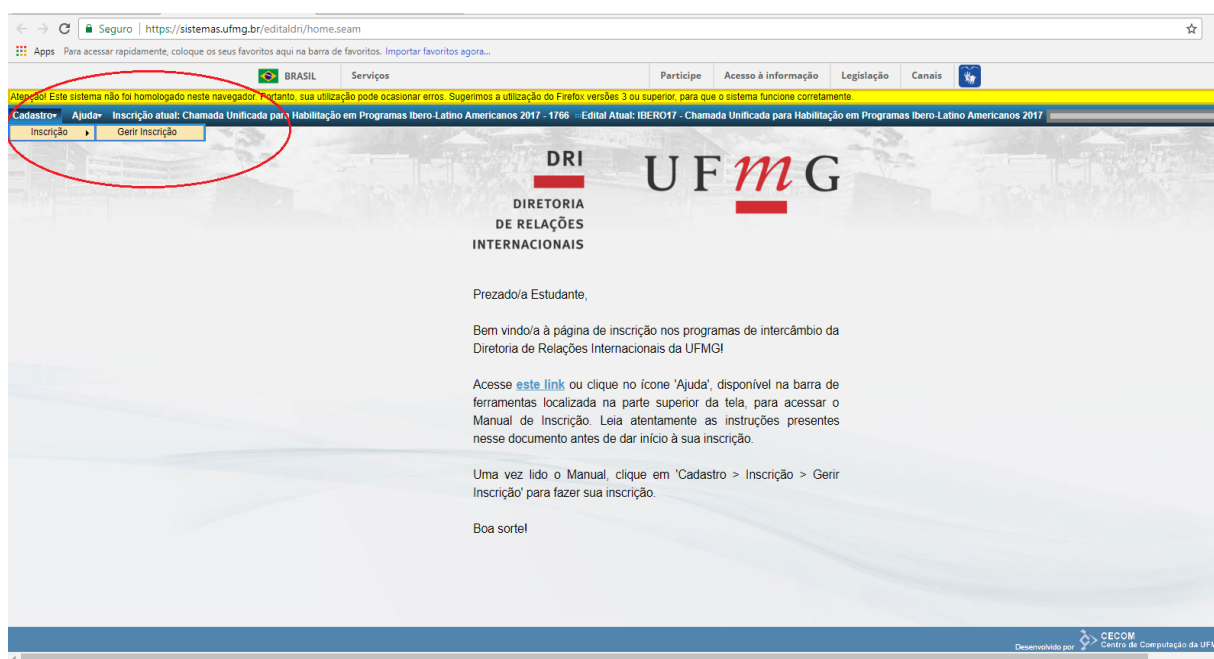 Seguro | https://sistemas.ufmg.br/editaldri/home.seam
Apps Para acessar rapidamente, coloque os seus favoritos aqui na barra de favoritos. Importar favoritos agora...
BRASIL Serviços Participe Acesso à informação Legislação Canais
Atenção! Este sistema não foi homologado neste navegador. Portanto, sua utilização pode ocasionar erros. Sugerimos a utilização do Firefox versões 3 ou superior, para que o sistema funcione corretamente.
Cadastro Ajuda Inscrição atual: Chamada Unificada para Habilitação em Programas Ibero-Latino Americanos 2017 - 1766 Edital Atual: IBERO17 - Chamada Unificada para Habilitação em Programas Ibero-Latino Americanos 2017
Inscrição Gerir Inscrição
DRI
DIRETORIA
DE RELAÇÕES
INTERNACIONAIS
UFmG
Prezado/a Estudante,
Bem vindo/a à página de inscrição nos programas de intercâmbio da
Diretoria de Relações Internacionais da UFMG!
Acesse este link ou clique no ícone 'Ajuda', disponível na barra de
ferramentas localizada na parte superior da tela, para acessar o
Manual de Inscrição. Leia atentamente as instruções presentes
nesse documento antes de dar início à sua inscrição.
Uma vez lido o Manual, clique em 'Cadastro > Inscrição > Gerir
Inscrição' para fazer sua inscrição.
Boa sorte!
Desenvolvido por CECOM
Centro de Computação da UFM